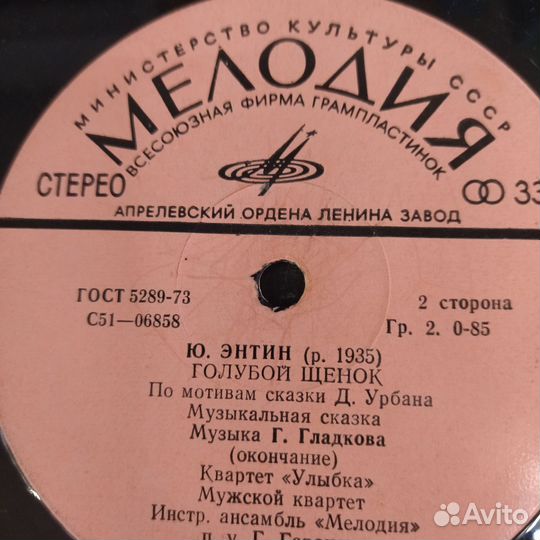 МИНИСТЕРСТВО КУЛЬТУРЫ СССР
МЕЛОДИЯ
ВСЕСОЮЗНАЯ ФИРМА ГРАМПЛАСТИНОК
СТЕРЕО
33
АПРЕЛЕВСКИЙ ОРДЕНА ЛЕНИНА ЗАВОД
ГОСТ 5289-73
С51—06858
2 сторона
Гр. 2. 0-85
Ю. ЭНТИН (р. 1935)
ГОЛУБОЙ ЩЕНОК
По мотивам сказки Д. Урбана
Музыкальная сказка
Музыка Г. Гладкова
(окончание)
Квартет «Улыбка»
Мужской квартет
Инстр. ансамбль «Мелодия»
п. у. Г.
Avito